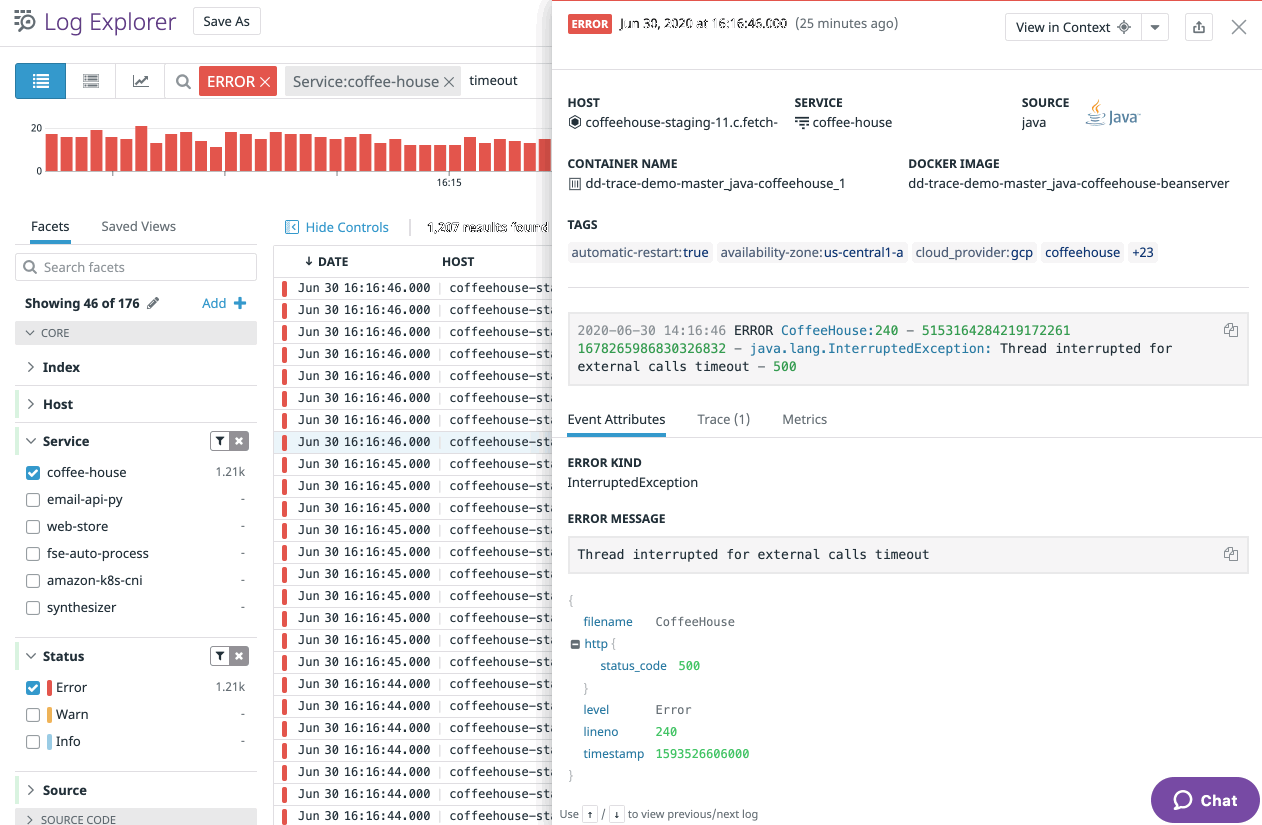 Log Explorer
Save As
ERROR
Service:coffee-house
timeout
20
0
16:15
Facets
Saved Views
Search facets
Showing 46 of 176
Add
CORE
Index
Host
Service
coffee-house 1.21k
email-api-py -
web-store -
fse-auto-process -
amazon-k8s-cni -
synthesizer -
Status
Error 1.21k
Warn -
Info -
Source
SOURCE CODE
Hide Controls
1,207 results found
DATE HOST
Jun 30 16:16:46.000 coffeehouse-sta
Jun 30 16:16:46.000 coffeehouse-sta
Jun 30 16:16:46.000 coffeehouse-sta
Jun 30 16:16:46.000 coffeehouse-sta
Jun 30 16:16:46.000 coffeehouse-sta
Jun 30 16:16:46.000 coffeehouse-sta
Jun 30 16:16:46.000 coffeehouse-sta
Jun 30 16:16:46.000 coffeehouse-sta
Jun 30 16:16:45.000 coffeehouse-sta
Jun 30 16:16:45.000 coffeehouse-sta
Jun 30 16:16:45.000 coffeehouse-sta
Jun 30 16:16:45.000 coffeehouse-sta
Jun 30 16:16:45.000 coffeehouse-sta
Jun 30 16:16:45.000 coffeehouse-sta
Jun 30 16:16:45.000 coffeehouse-sta
Jun 30 16:16:45.000 coffeehouse-sta
Jun 30 16:16:45.000 coffeehouse-sta
Jun 30 16:16:45.000 coffeehouse-sta
Jun 30 16:16:44.000 coffeehouse-sta
Jun 30 16:16:44.000 coffeehouse-sta
Jun 30 16:16:44.000 coffeehouse-sta
Jun 30 16:16:44.000 coffeehouse-sta
Jun 30 16:16:44.000 coffeehouse-sta
Jun 30 16:16:44.000 coffeehouse-sta
Jun 30 16:16:44.000 coffeehouse-sta
ERROR Jun 30, 2020 at 16:16:46.000 (25 minutes ago)
View in Context
HOST
coffeehouse-staging-11.c.fetch-
SERVICE
coffee-house
SOURCE
java
Java
CONTAINER NAME
dd-trace-demo-master_java-coffeehouse_1
DOCKER IMAGE
dd-trace-demo-master_java-coffeehouse-beanserver
TAGS
automatic-restart:true availability-zone:us-central1-a cloud_provider:gcp coffeehouse +23
2020-06-30 14:16:46 ERROR CoffeeHouse:240 - 5153164284219172261
1678265986830326832 - java.lang.InterruptedException: Thread interrupted for
external calls timeout - 500
Event Attributes
Trace (1)
Metrics
ERROR KIND
InterruptedException
ERROR MESSAGE
Thread interrupted for external calls timeout
{
filename CoffeeHouse
http {
status_code 500
}
level Error
lineno 240
timestamp 1593526606000
}
Use ↑ / ↓ to view previous/next log
Chat